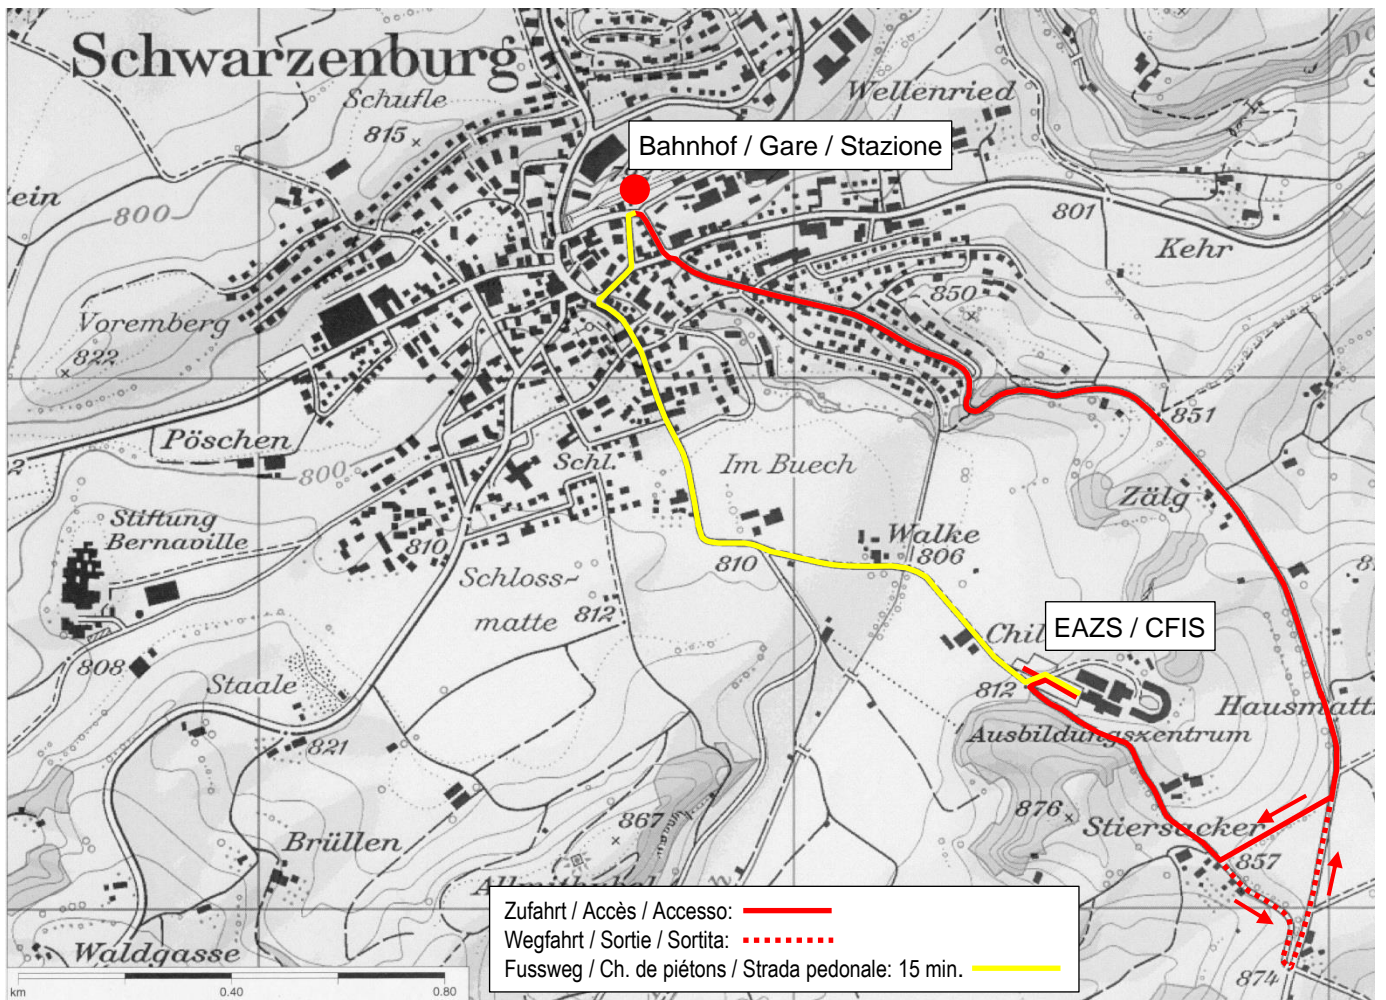 Schwarzenburg
Schufle
815
Wellenried
Bahnhof / Gare / Stazione
tein
800
801
Kehr
850
Voremberg
822
851
Pöschen
800
Schl.
Im Buech
Zälg
Stiftung
Bernaville
810
Walke
810
806
Schloss-
matte
812
EAZS / CFIS
Chil
808
Staale
812
Hausmatt
821
Ausbildungszentrum
876
Stiersacker
867
Brüllen
857
Zufahrt / Accès / Accesso:
Wegfahrt / Sortie / Sortita:
Fussweg / Ch. de piétons / Strada pedonale: 15 min.
Waldgasse
874
km
0.40
0.80